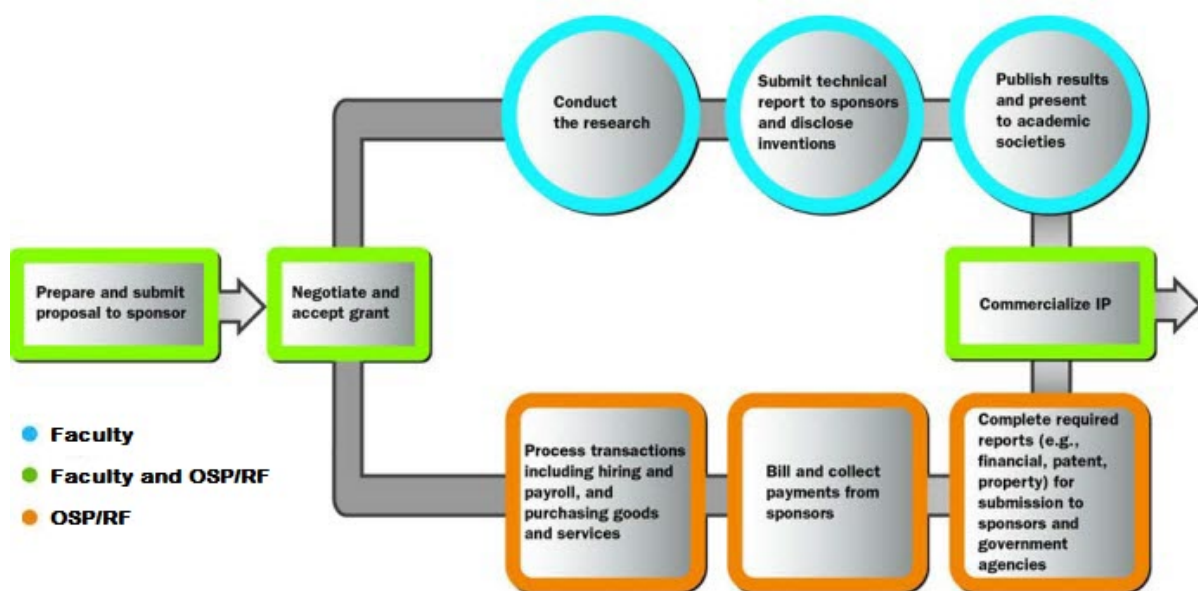 Conduct
the research
Submit technical
report to sponsors
and disclose
inventions
Publish results
and present
to academic
societies
Prepare and submit
proposal to sponsor
Negotiate and
accept grant
Commercialize IP
Faculty
Faculty and OSP/RF
OSP/RF
Process transactions
including hiring and
payroll, and
purchasing goods
and services
Bill and collect
payments from
sponsors
Complete required
reports (e.g.,
financial, patent,
property) for
submission to
sponsors and
government
agencies